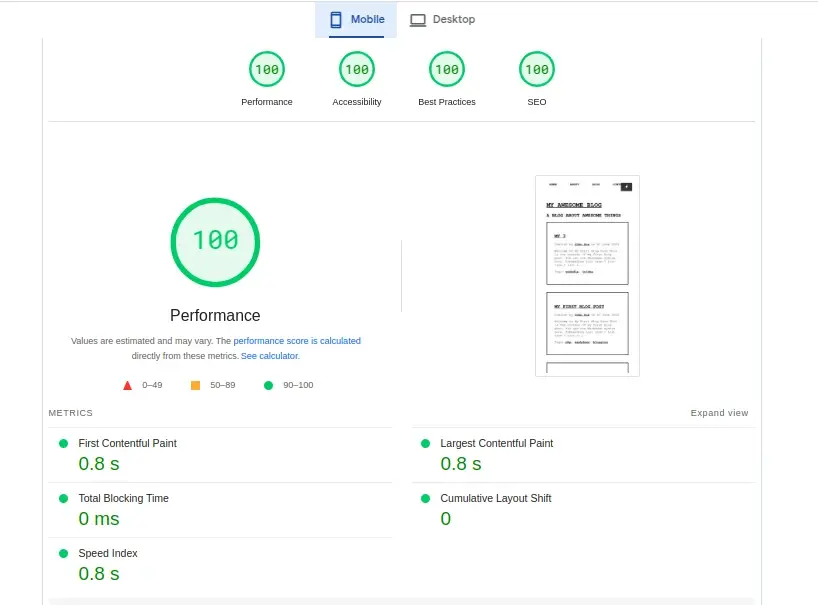 Mobile Desktop
100 100 100 100
Performance Accessibility Best Practices SEO
100
Performance
Values are estimated and may vary. The performance score is calculated
directly from these metrics. See calculator.
0–49 50–89 90–100
HOME ABOUT BLOG
MY AWESOME BLOG
A BLOG ABOUT AWESOME THINGS
MY FIRST BLOG POST
METRICS Expand view
First Contentful Paint Largest Contentful Paint
0.8 s 0.8 s
Total Blocking Time Cumulative Layout Shift
0 ms 0
Speed Index
0.8 s